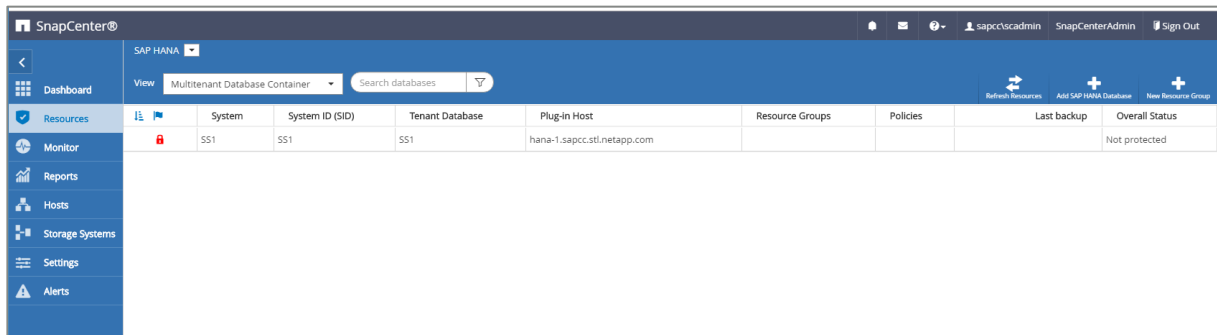 SnapCenter®
sapcc\scadmin SnapCenterAdmin Sign Out
SAP HANA
View Multitenant Database Container Search databases
Refresh Resources Add SAP HANA Database New Resource Group
Dashboard
Resources
Monitor
Reports
Hosts
Storage Systems
Settings
Alerts
System System ID (SID) Tenant Database Plug-in Host Resource Groups Policies Last backup Overall Status
SS1 SS1 SS1 hana-1.sapcc.stl.netapp.com Not protected